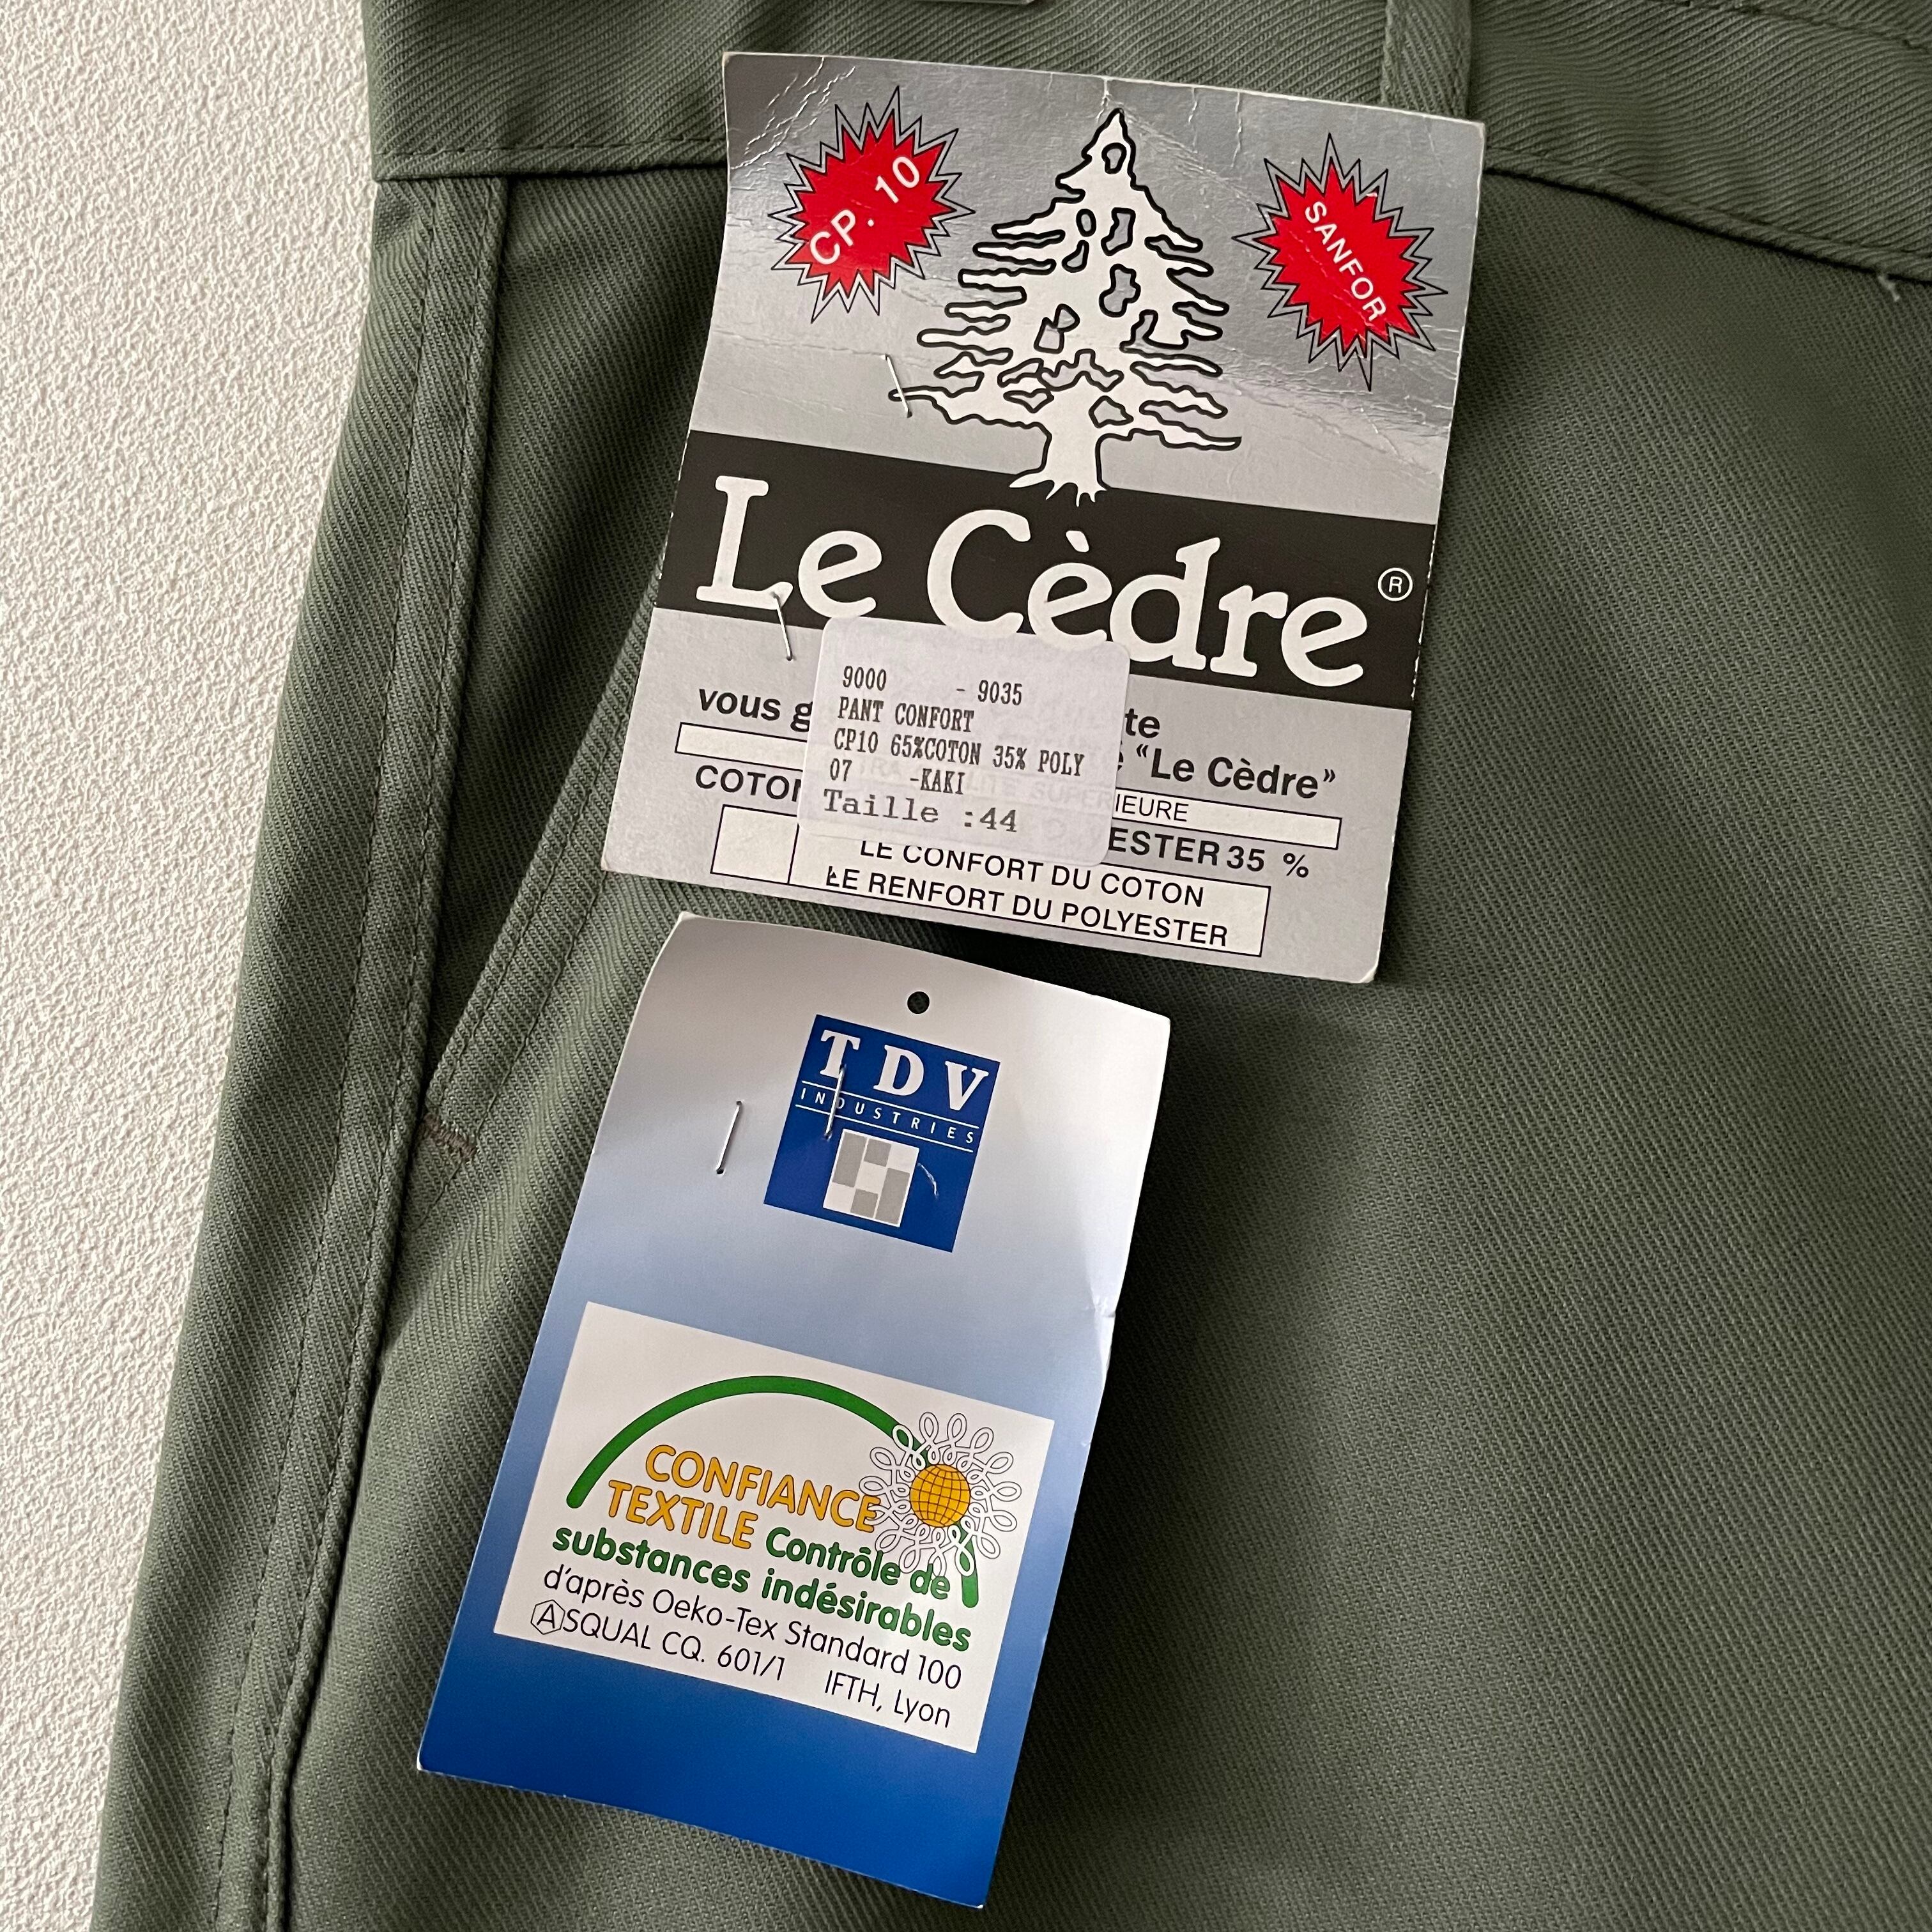 CP. 10
SANFOR
Le Cèdre ®
vous g te
"Le Cèdre"
IEURE
COTON ESTER 35 %
LE CONFORT DU COTON
LE RENFORT DU POLYESTER
9000 - 9035
PANT CONFORT
CP10 65%COTON 35% POLY
07 -KAKI
Taille :44
TDV
INDUSTRIES
CONFIANCE
TEXTILE Contrôle de
substances indésirables
d'après Oeko-Tex Standard 100
ASQUAL CQ. 601/1 IFTH, Lyon